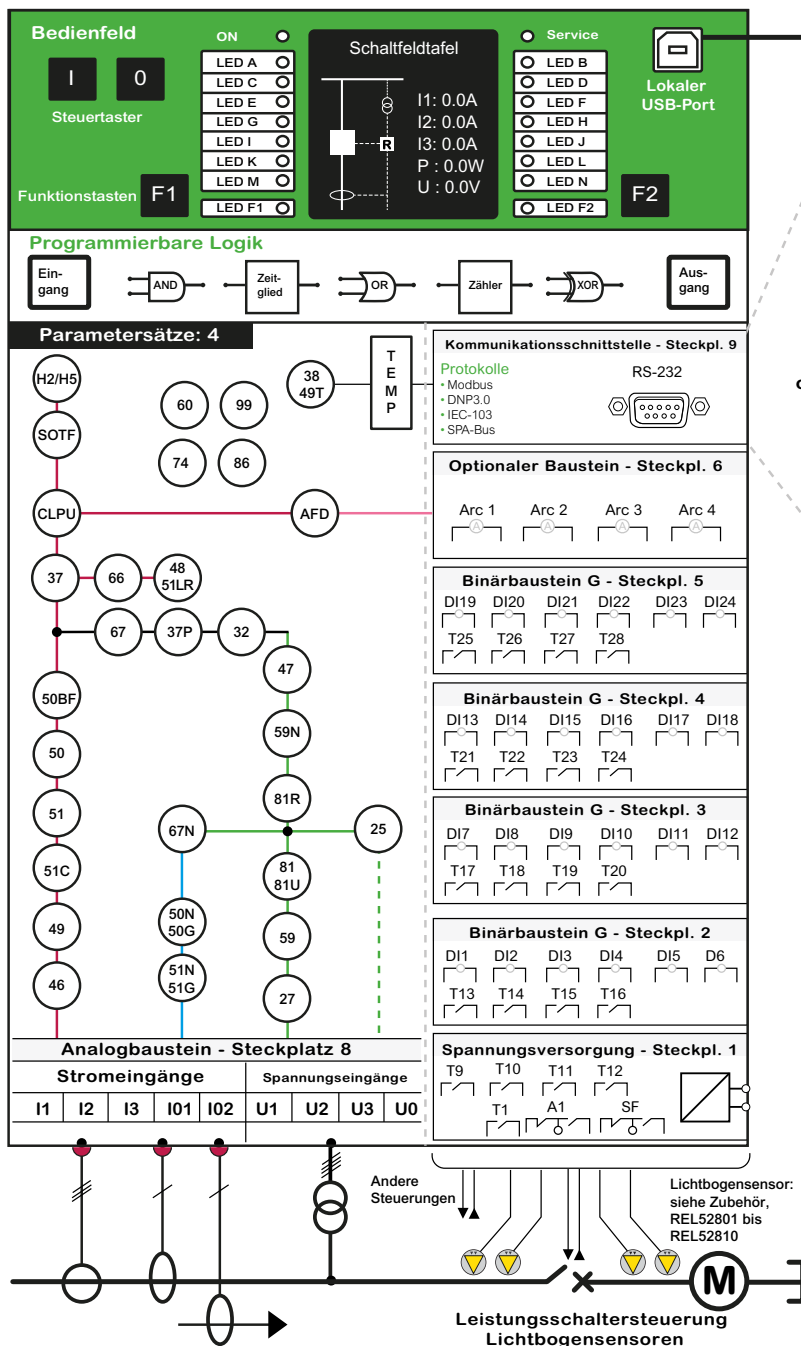 Bedienfeld
ON
Service
I
0
Steuertaster
Funktionstasten
F1
LED A
LED C
LED E
LED G
LED I
LED K
LED M
LED F1
Schaltfeldtafel
R
I1: 0.0A
I2: 0.0A
I3: 0.0A
P : 0.0W
U : 0.0V
LED B
LED D
LED F
LED H
LED J
LED L
LED N
LED F2
F2
Lokaler
USB-Port
Programmierbare Logik
Ein-
gang
AND
Zeit-
glied
OR
Zähler
XOR
Aus-
gang
Parametersätze: 4
H2/H5
SOTF
60
99
74
86
38
49T
T
E
M
P
CLPU
AFD
37
66
48
51LR
67
37P
32
47
50BF
59N
50
81R
51
67N
25
51C
81
81U
49
50N
50G
59
46
51N
51G
27
Kommunikationsschnittstelle - Steckpl. 9
Protokolle
• Modbus
• DNP3.0
• IEC-103
• SPA-Bus
RS-232
Optionaler Baustein - Steckpl. 6
Arc 1 Arc 2 Arc 3 Arc 4
A A A A
Binärbaustein G - Steckpl. 5
DI19 DI20 DI21 DI22 DI23 DI24
T25 T26 T27 T28
Binärbaustein G - Steckpl. 4
DI13 DI14 DI15 DI16 DI17 DI18
T21 T22 T23 T24
Binärbaustein G - Steckpl. 3
DI7 DI8 DI9 DI10 DI11 DI12
T17 T18 T19 T20
Binärbaustein G - Steckpl. 2
DI1 DI2 DI3 DI4 DI5 D6
T13 T14 T15 T16
Spannungsversorgung - Steckpl. 1
T9 T10 T11 T12
T1 A1 SF
Analogbaustein - Steckplatz 8
Stromeingänge
Spannungseingänge
I1 I2 I3 I01 I02 U1 U2 U3 U0
Andere
Steuerungen
Lichtbogensensor:
siehe Zubehör,
REL52801 bis
REL52810
M
Leistungsschaltersteuerung
Lichtbogensensoren